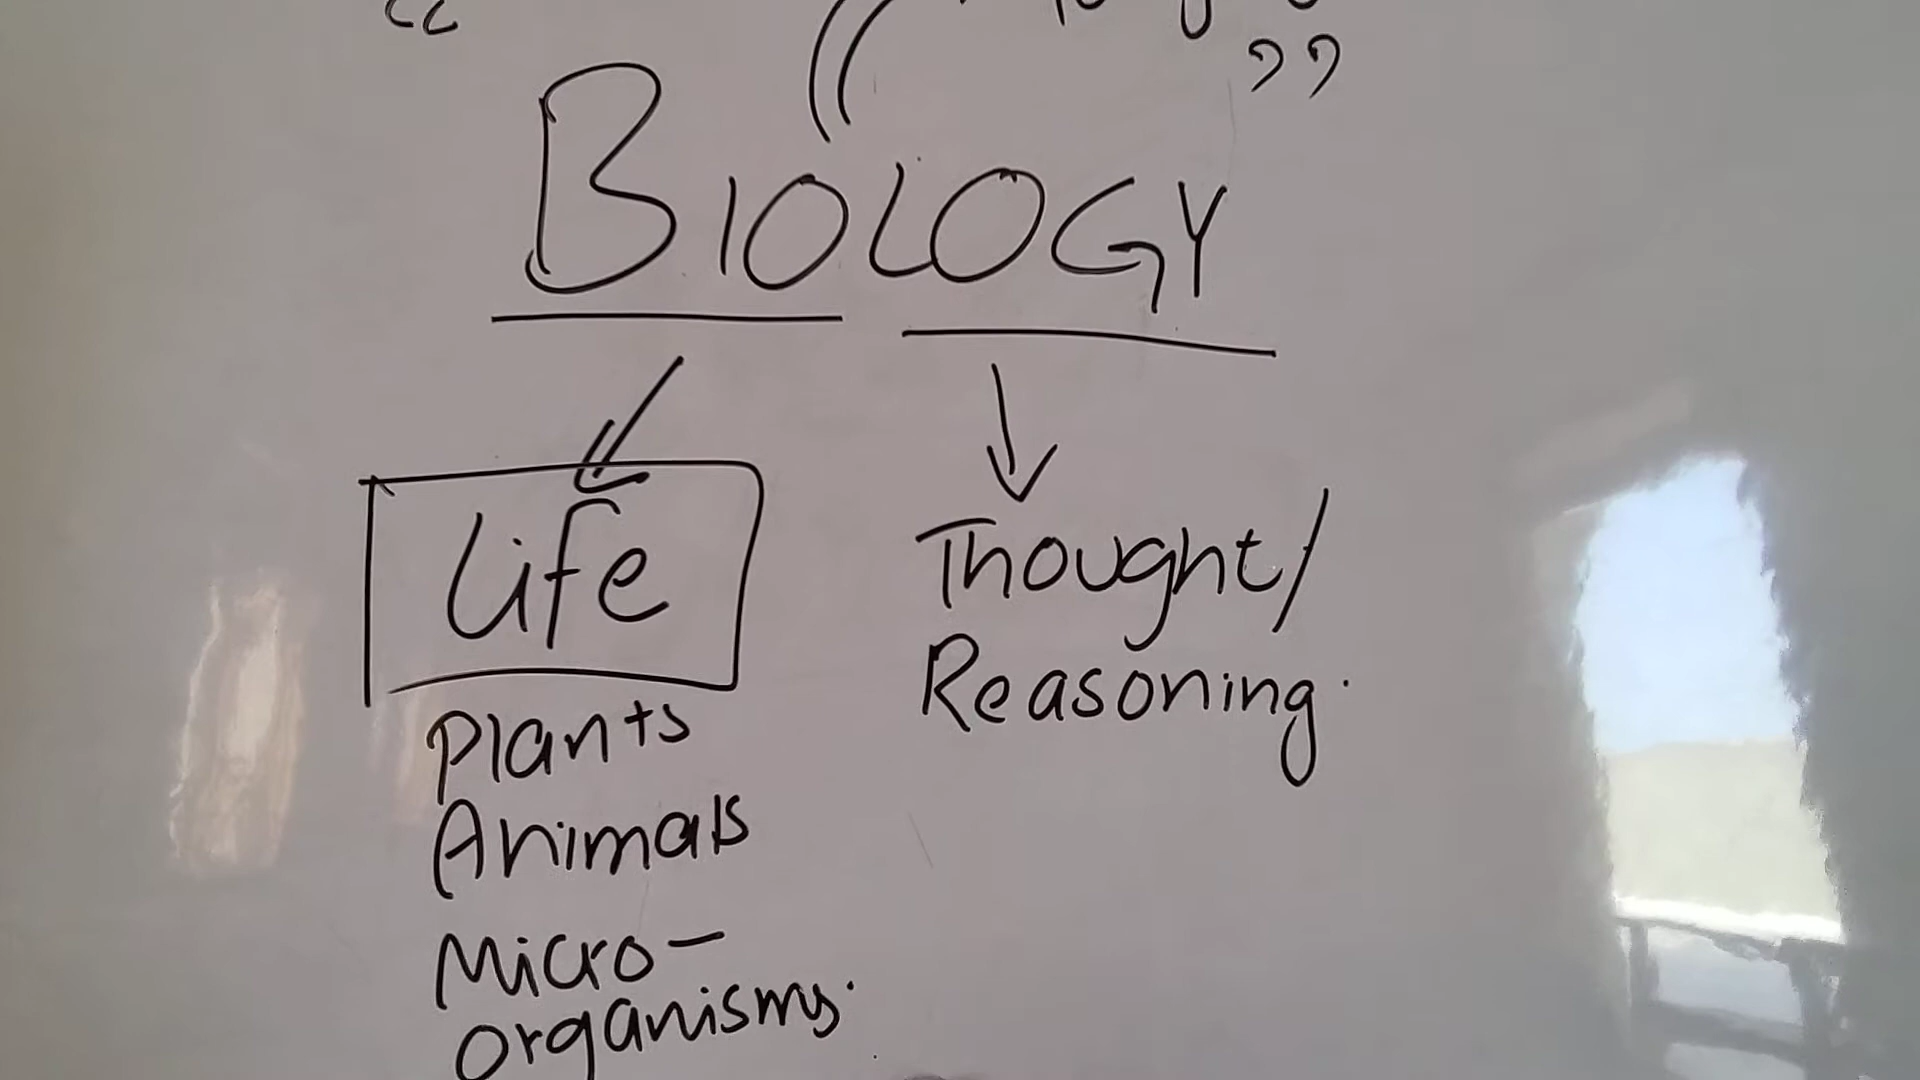 BIOLOGY
Life
Thought/
Reasoning.
Plants
Animals
Micro-
organisms.